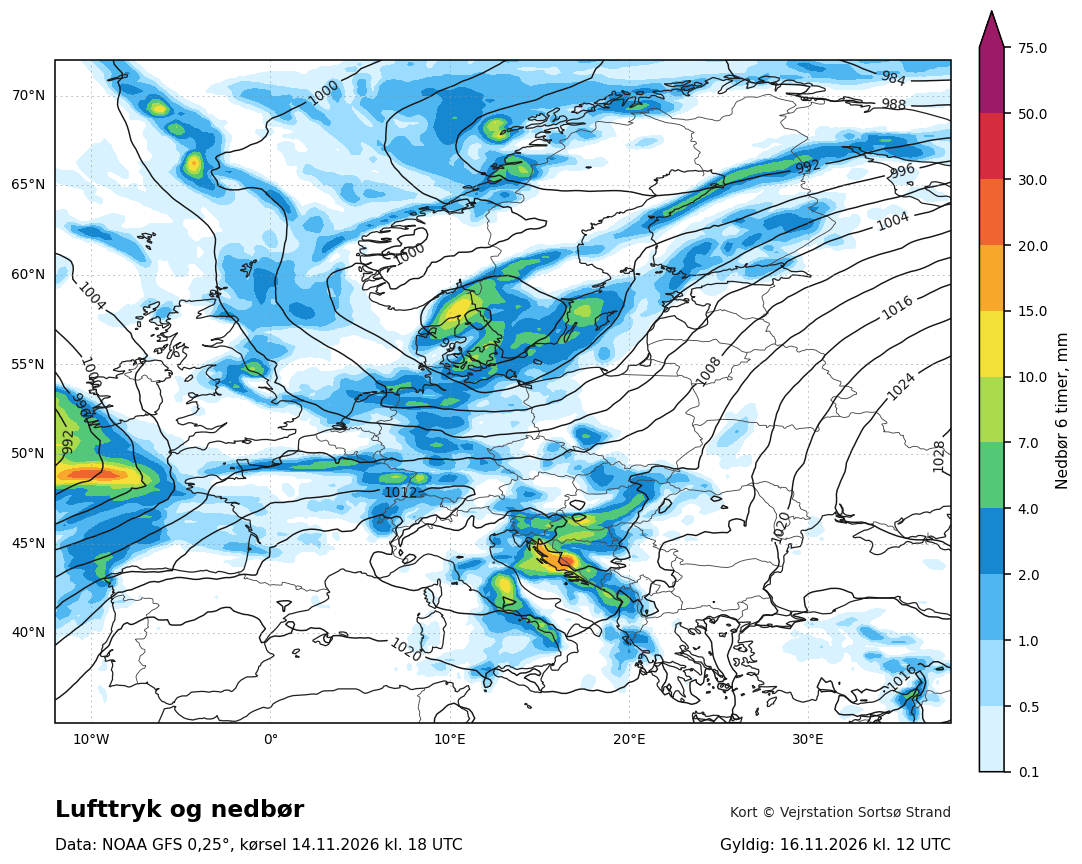 75.0
50.0
30.0
20.0
15.0
10.0
7.0
4.0
2.0
1.0
0.5
0.1
Nedbør 6 timer, mm
70°N
65°N
60°N
55°N
50°N
45°N
40°N
10°W
0°
10°E
20°E
30°E
1000
984
988
992
996
1004
1000
1004
1016
1000
996
992
1008
1024
1028
1012
1020
1020
1016
Lufttryk og nedbør
Kort © Vejrstation Sortsø Strand
Data: NOAA GFS 0,25°, kørsel 14.11.2026 kl. 18 UTC
Gyldig: 16.11.2026 kl. 12 UTC